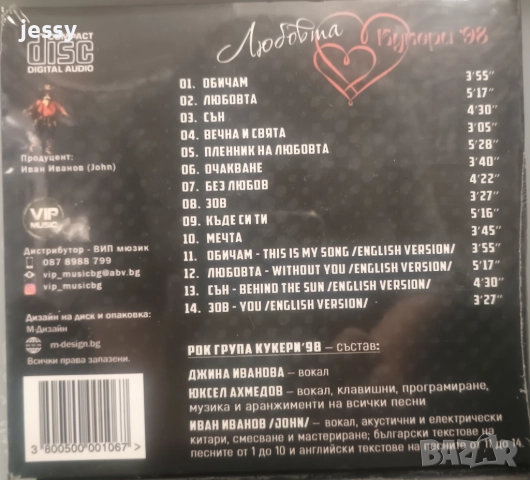 jessy
COMPACT
disc
DIGITAL AUDIO
Любовта
Кукери '98
01. ОБИЧАМ 3'55"
02. ЛЮБОВТА 5'17"
03. СЪН 4'30"
04. ВЕЧНА И СВЯТА 3'05"
05. ПЛЕННИК НА ЛЮБОВТА 5'28"
06. ОЧАКВАНЕ 3'40"
07. БЕЗ ЛЮБОВ 4'22"
08. ЗОВ 3'27"
09. КЪДЕ СИ ТИ 5'16"
10. МЕЧТА 3'45"
11. ОБИЧАМ - THIS IS MY SONG /ENGLISH VERSION/ 3'55"
12. ЛЮБОВТА - WITHOUT YOU /ENGLISH VERSION/ 5'17"
13. СЪН - BEHIND THE SUN /ENGLISH VERSION/ 4'30"
14. ЗОВ - YOU /ENGLISH VERSION/ 3'27"
Продуцент:
Иван Иванов (John)
VIP
MUSIC
Дистрибутор - ВИП мюзик
087 8988 799
vip_musicbg@abv.bg
vip_musicbg
Дизайн на диск и опаковка:
М-Дизайн
m-design.bg
Всички права запазени.
3 800500 001067 >
РОК ГРУПА КУКЕРИ'98 – състав:
ДЖИНА ИВАНОВА – вокал
ЮКСЕЛ АХМЕДОВ – вокал, клавишни, програмиране,
музика и аранжименти на всички песни
ИВАН ИВАНОВ /JOHN/ – вокал, акустични и електрически
китари, смесване и мастериране; български текстове на
песните от 1 до 10 и английски текстове на песните от 11 до 14.
BAZAR